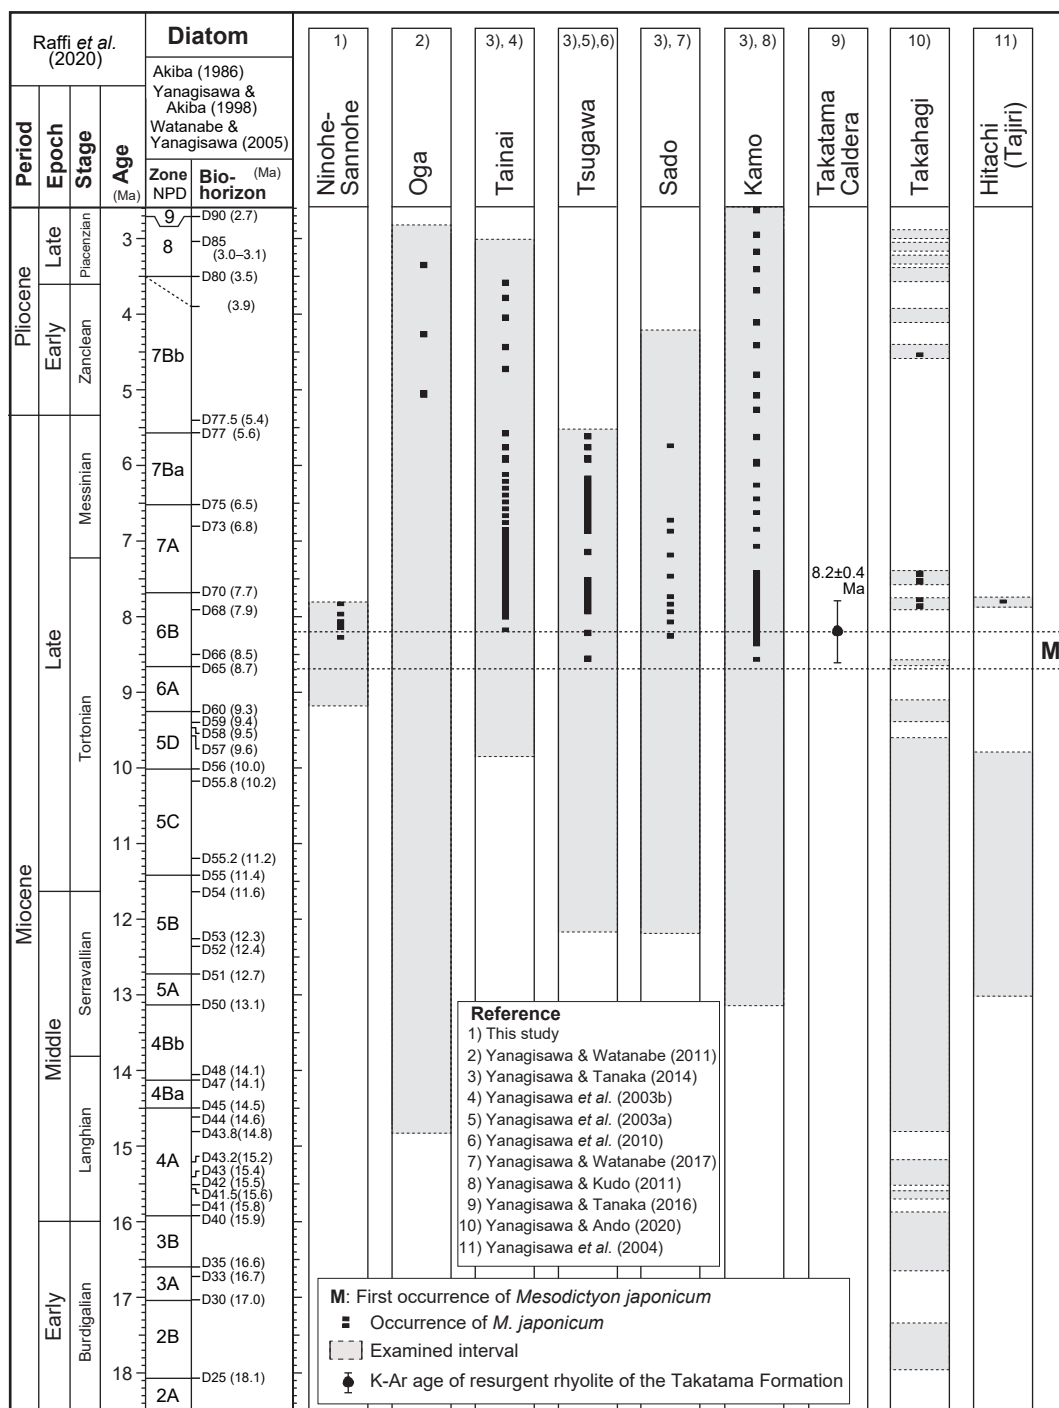 Raffi et al.
(2020)
Diatom
Akiba (1986)
Yanagisawa &
Akiba (1998)
Watanabe &
Yanagisawa (2005)
Period
Epoch
Stage
Age
(Ma)
Zone
NPD
Bio-
horizon
(Ma)
1)
Ninohe-
Sannohe
2)
Oga
3), 4)
Tainai
3),5),6)
Tsugawa
3), 7)
Sado
3), 8)
Kamo
9)
Takatama
Caldera
10)
Takahagi
11)
Hitachi
(Tajiri)
Pliocene
Late
Early
Piacenzian
Zanclean
Miocene
Late
Middle
Early
Messinian
Tortonian
Serravallian
Langhian
Burdigalian
3
4
5
6
7
8
9
10
11
12
13
14
15
16
17
18
9
8
7Bb
7Ba
7A
6B
6A
5D
5C
5B
5A
4Bb
4Ba
4A
3B
3A
2B
2A
D90 (2.7)
D85
(3.0–3.1)
D80 (3.5)
(3.9)
D77.5 (5.4)
D77 (5.6)
D75 (6.5)
D73 (6.8)
D70 (7.7)
D68 (7.9)
D66 (8.5)
D65 (8.7)
D60 (9.3)
D59 (9.4)
D58 (9.5)
D57 (9.6)
D56 (10.0)
D55.8 (10.2)
D55.2 (11.2)
D55 (11.4)
D54 (11.6)
D53 (12.3)
D52 (12.4)
D51 (12.7)
D50 (13.1)
D48 (14.1)
D47 (14.1)
D45 (14.5)
D44 (14.6)
D43.8(14.8)
D43.2(15.2)
D43 (15.4)
D42 (15.5)
D41.5(15.6)
D41 (15.8)
D40 (15.9)
D35 (16.6)
D33 (16.7)
D30 (17.0)
D25 (18.1)
8.2±0.4
Ma
M
Reference
1) This study
2) Yanagisawa & Watanabe (2011)
3) Yanagisawa & Tanaka (2014)
4) Yanagisawa et al. (2003b)
5) Yanagisawa et al. (2003a)
6) Yanagisawa et al. (2010)
7) Yanagisawa & Watanabe (2017)
8) Yanagisawa & Kudo (2011)
9) Yanagisawa & Tanaka (2016)
10) Yanagisawa & Ando (2020)
11) Yanagisawa et al. (2004)
M: First occurrence of Mesodictyon japonicum
Occurrence of M. japonicum
Examined interval
K-Ar age of resurgent rhyolite of the Takatama Formation